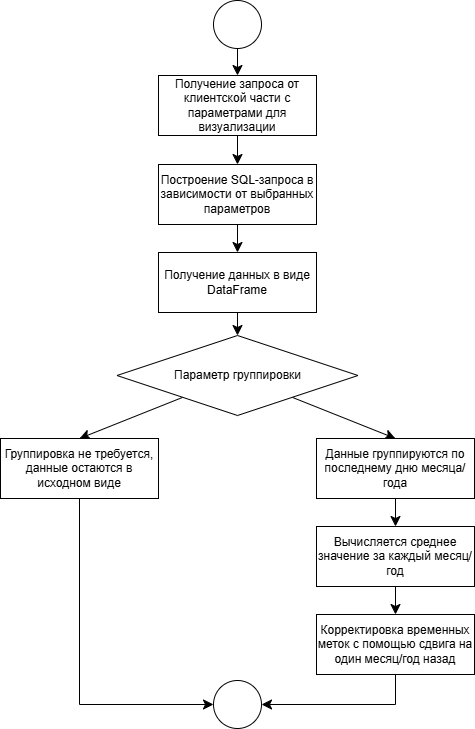 Получение запроса от
клиентской части с
параметрами для
визуализации
Построение SQL-запроса в
зависимости от выбранных
параметров
Получение данных в виде
DataFrame
Параметр группировки
Группировка не требуется,
данные остаются в
исходном виде
Данные группируются по
последнему дню месяца/
года
Вычисляется среднее
значение за каждый месяц/
год
Корректировка временных
меток с помощью сдвига на
один месяц/год назад